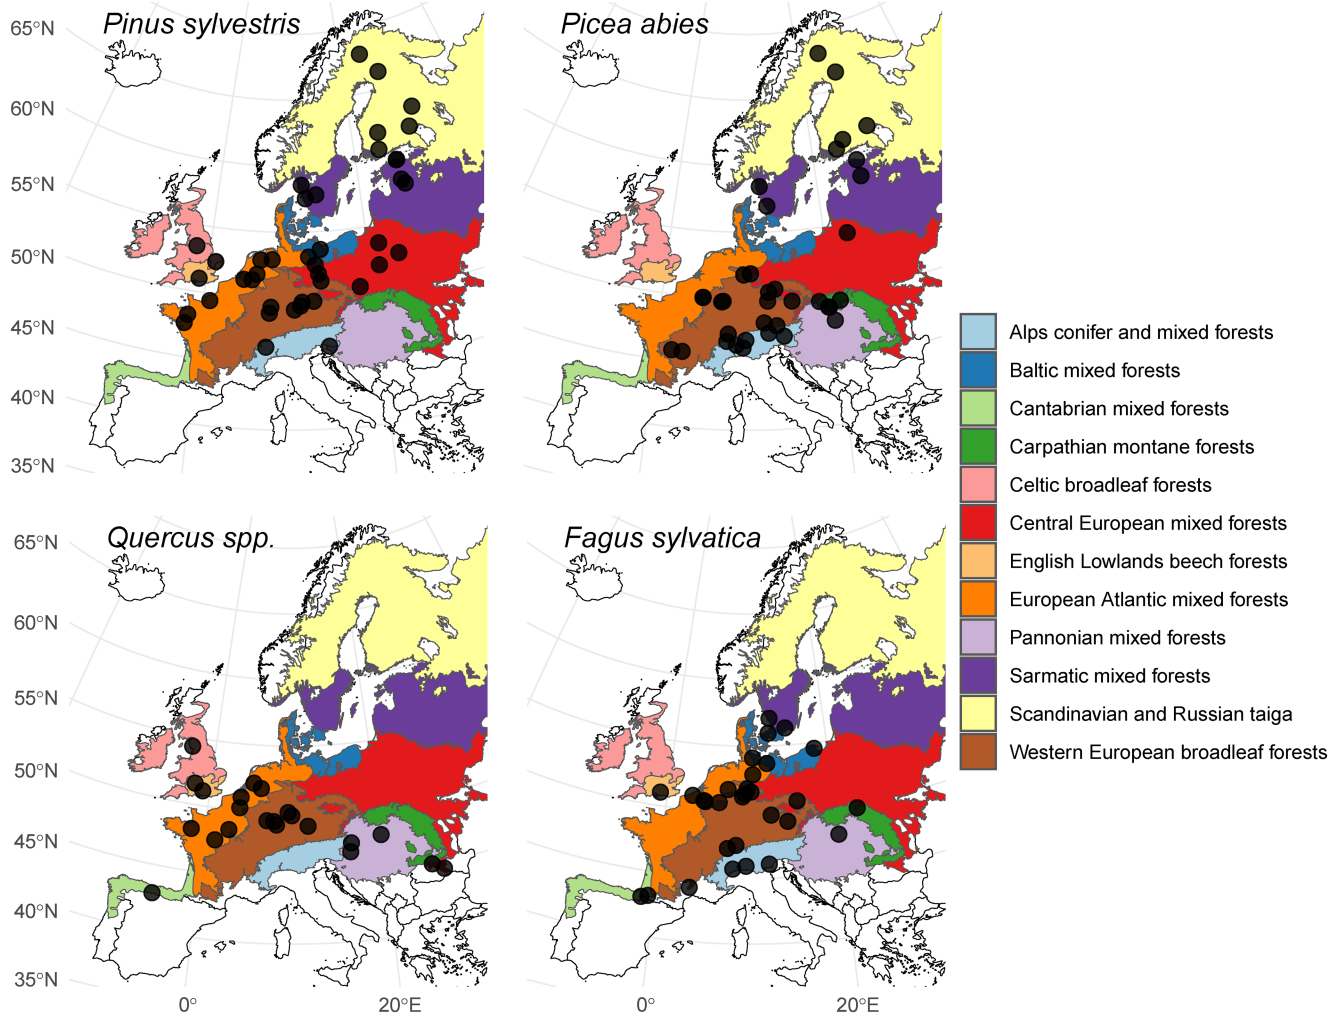 Pinus sylvestris
Picea abies
65°N
60°N
55°N
50°N
45°N
40°N
35°N
Quercus spp.
Fagus sylvatica
65°N
60°N
55°N
50°N
45°N
40°N
35°N
0°
20°E
0°
20°E
Alps conifer and mixed forests
Baltic mixed forests
Cantabrian mixed forests
Carpathian montane forests
Celtic broadleaf forests
Central European mixed forests
English Lowlands beech forests
European Atlantic mixed forests
Pannonian mixed forests
Sarmatic mixed forests
Scandinavian and Russian taiga
Western European broadleaf forests